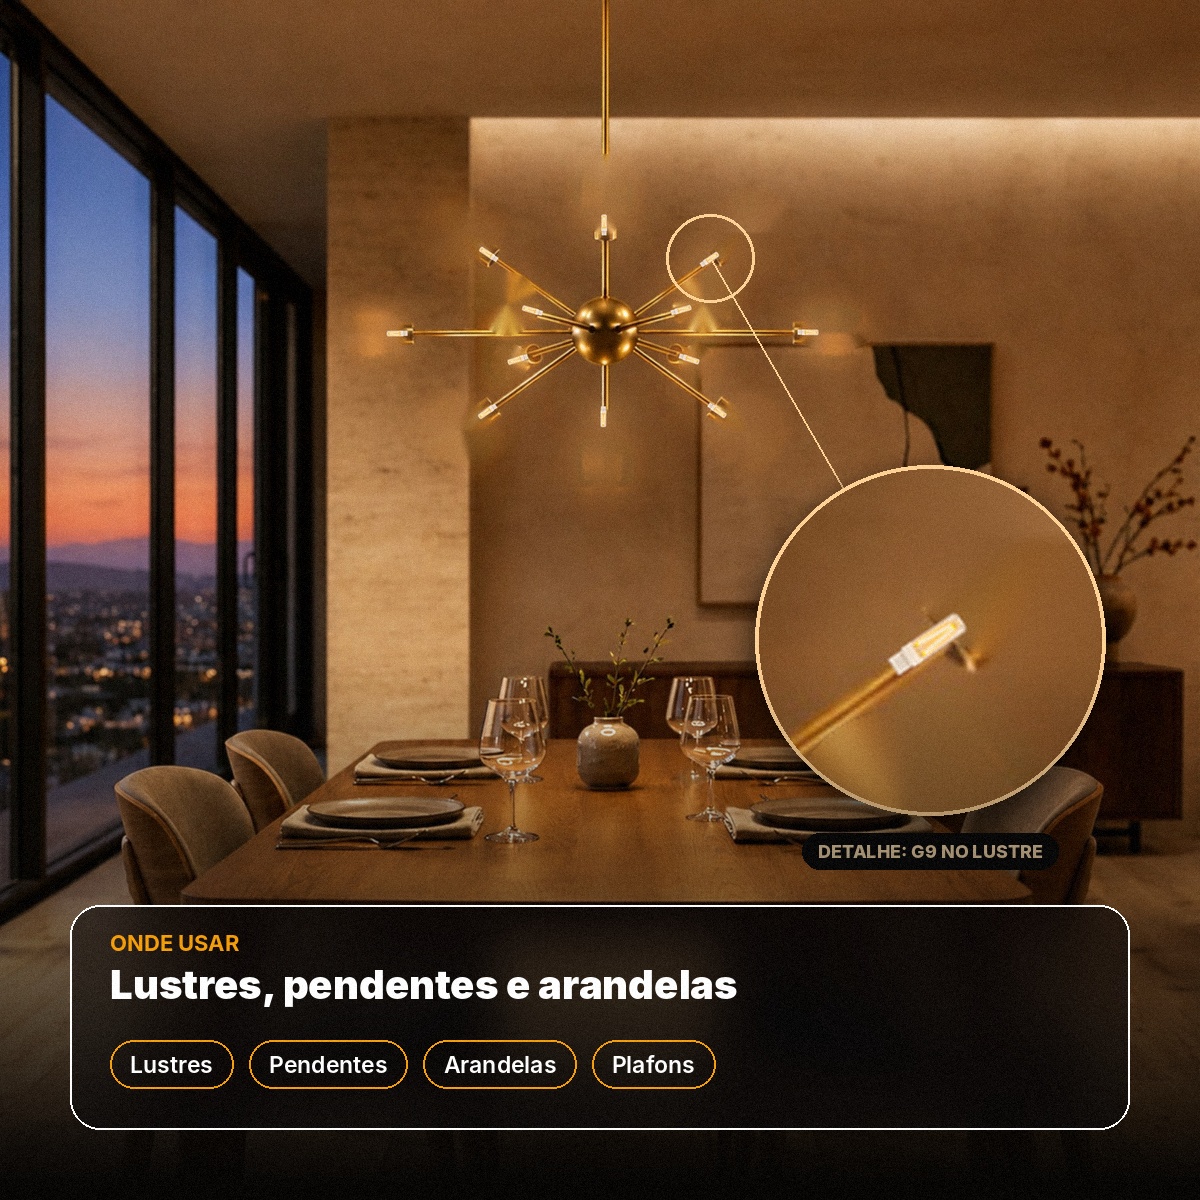 DETALHE: G9 NO LUSTRE
ONDE USAR
Lustres, pendentes e arandelas
Lustres
Pendentes
Arandelas
Plafons